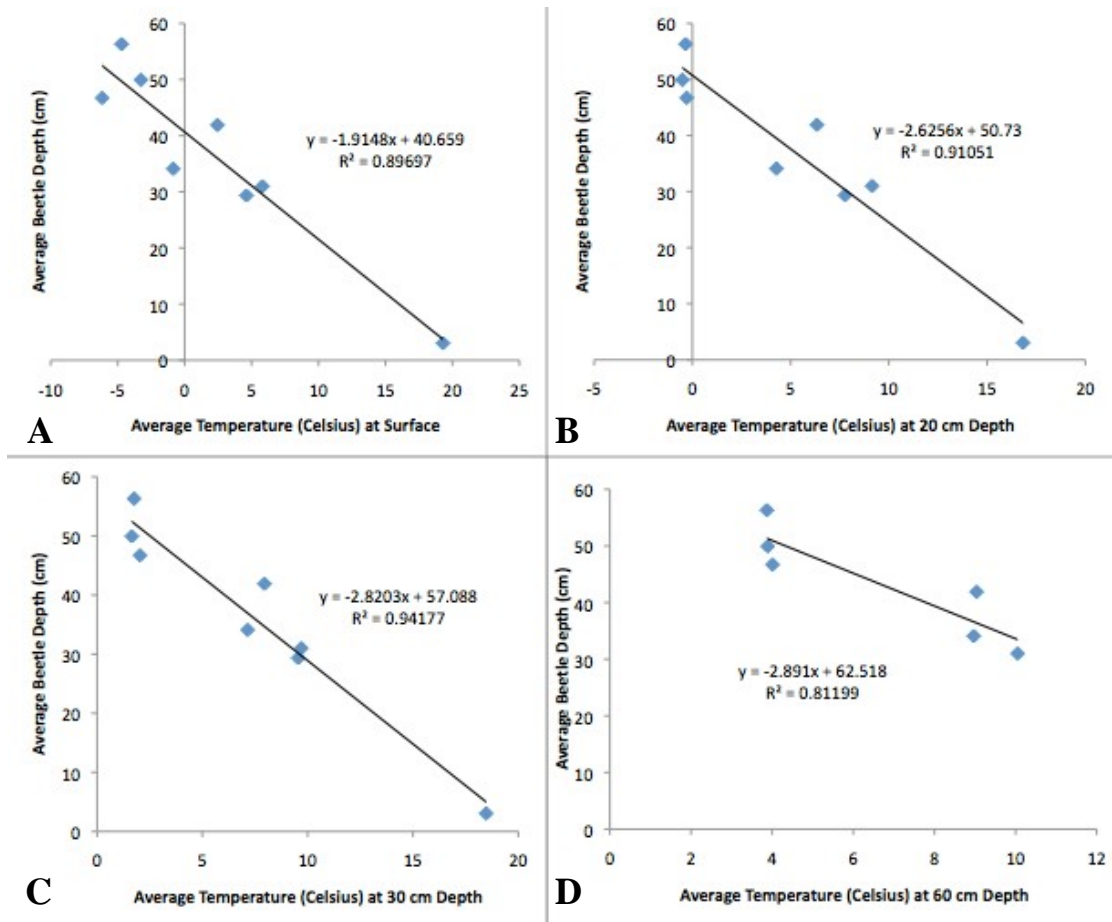 60
50
40
30
20
10
0
-10 -5 0 5 10 15 20 25
Average Beetle Depth (cm)
y = -1.9148x + 40.659
R² = 0.89697
A
Average Temperature (Celsius) at Surface
60
50
40
30
20
10
0
-5 0 5 10 15 20
Average Beetle Depth (cm)
y = -2.6256x + 50.73
R² = 0.91051
B
Average Temperature (Celsius) at 20 cm Depth
60
50
40
30
20
10
0
0 5 10 15 20
Average Beetle Depth (cm)
y = -2.8203x + 57.088
R² = 0.94177
C
Average Temperature (Celsius) at 30 cm Depth
60
50
40
30
20
10
0
0 2 4 6 8 10 12
Average Beetle Depth (cm)
y = -2.891x + 62.518
R² = 0.81199
D
Average Temperature (Celsius) at 60 cm Depth